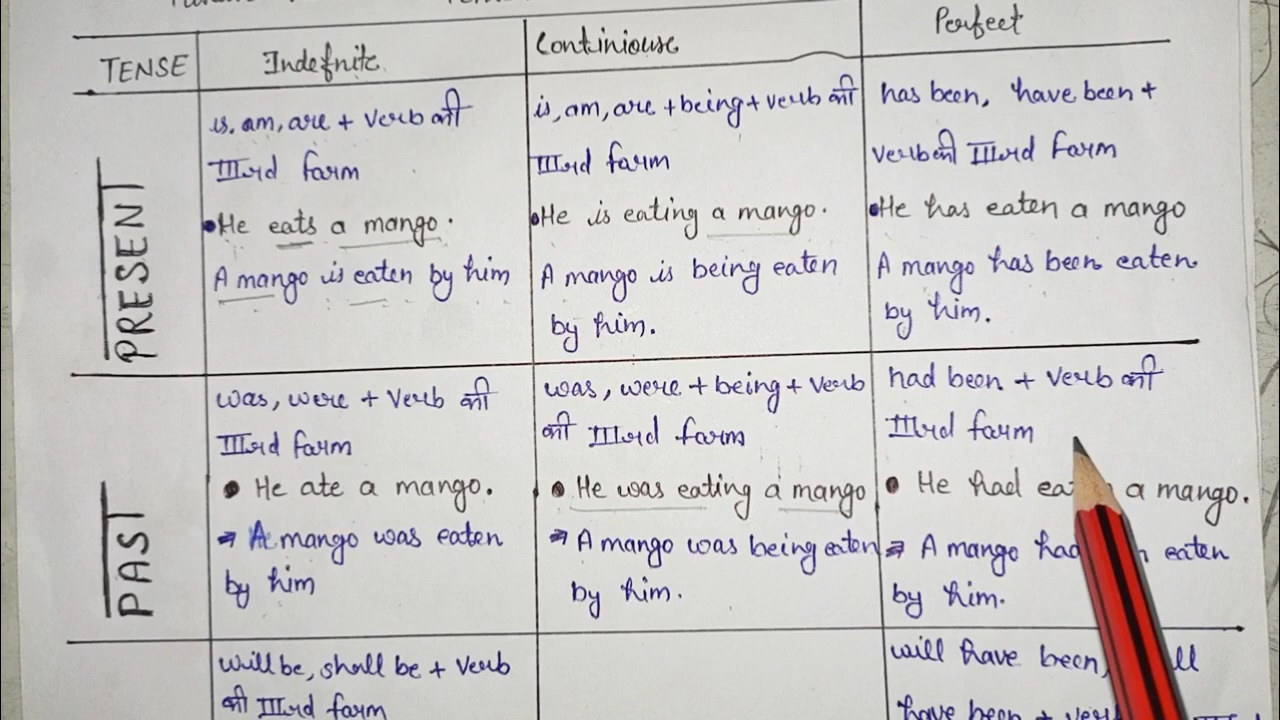 TENSE
Indefnite
Continiouse
Perfect
PRESENT
is, am, are + verb की
IIIrd farm
•He eats a mango.
A mango is eaten by him
is, am, are + being + verb की
IIIrd farm
•He is eating a mango.
A mango is being eaten
by him.
has been, have been +
verb की IIIrd farm
•He has eaten a mango
A mango has been eaten
by him.
PAST
was, were + verb की
IIIrd farm
• He ate a mango.
⇒ A mango was eaten
by him
was, were + being + verb
की IIIrd farm
• He was eating a mango
⇒ A mango was being eaten
by him.
had been + verb की
IIIrd farm
• He had a mango.
⇒ A mango had eaten
by him.
will be, shall be + verb
की IIIrd farm
will have been,
have been +